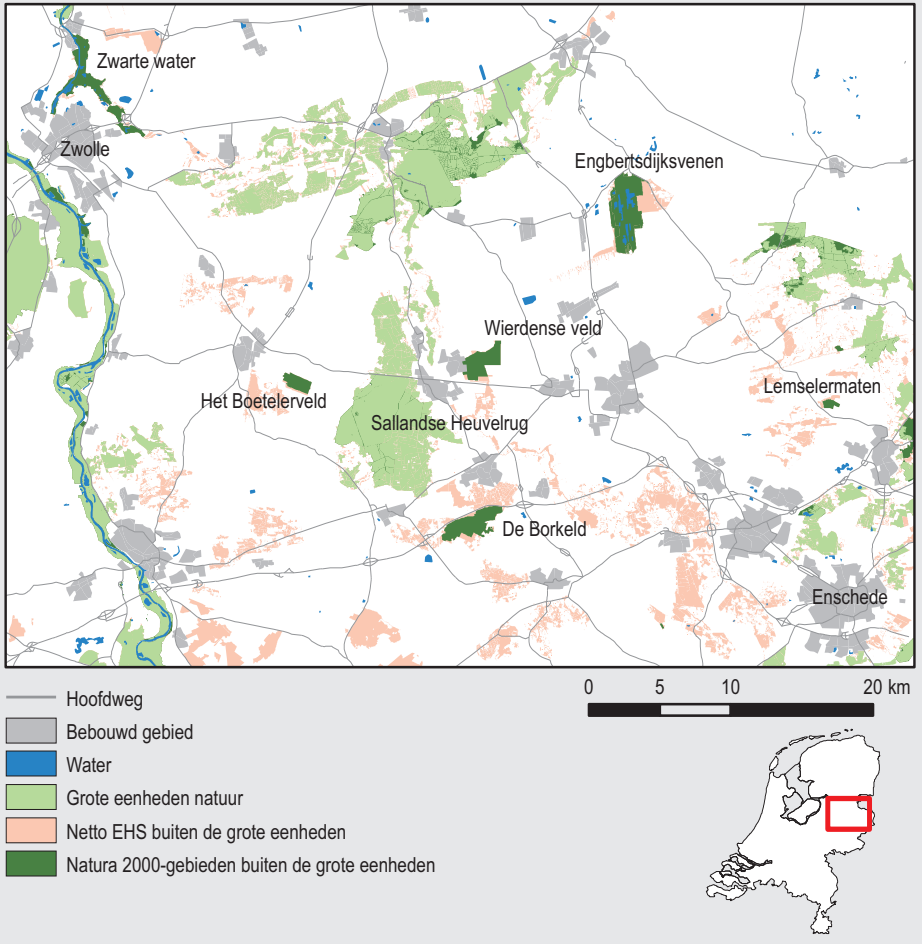 Zwarte water
Zwolle
Engbertsdijksvenen
Wierdense veld
Lemselermaten
Het Boetelerveld
Sallandse Heuvelrug
De Borkeld
Enschede
Hoofdweg
Bebouwd gebied
Water
Grote eenheden natuur
Netto EHS buiten de grote eenheden
Natura 2000-gebieden buiten de grote eenheden
0 5 10 20 km